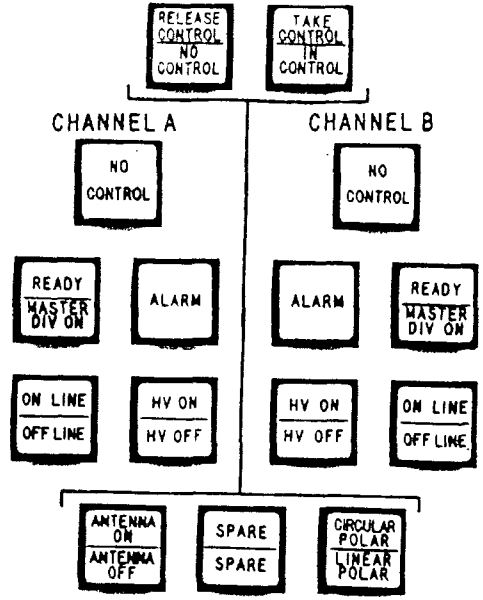 RELEASE
CONTROL
NO
CONTROL
TAKE
CONTROL
IN
CONTROL
CHANNEL A
CHANNEL B
NO
CONTROL
NO
CONTROL
READY
MASTER
DIV ON
ALARM
ALARM
READY
MASTER
DIV ON
ON LINE
OFF LINE
HV ON
HV OFF
HV ON
HV OFF
ON LINE
OFF LINE
ANTENNA
ON
ANTENNA
OFF
SPARE
SPARE
CIRCULAR
POLAR
LINEAR
POLAR